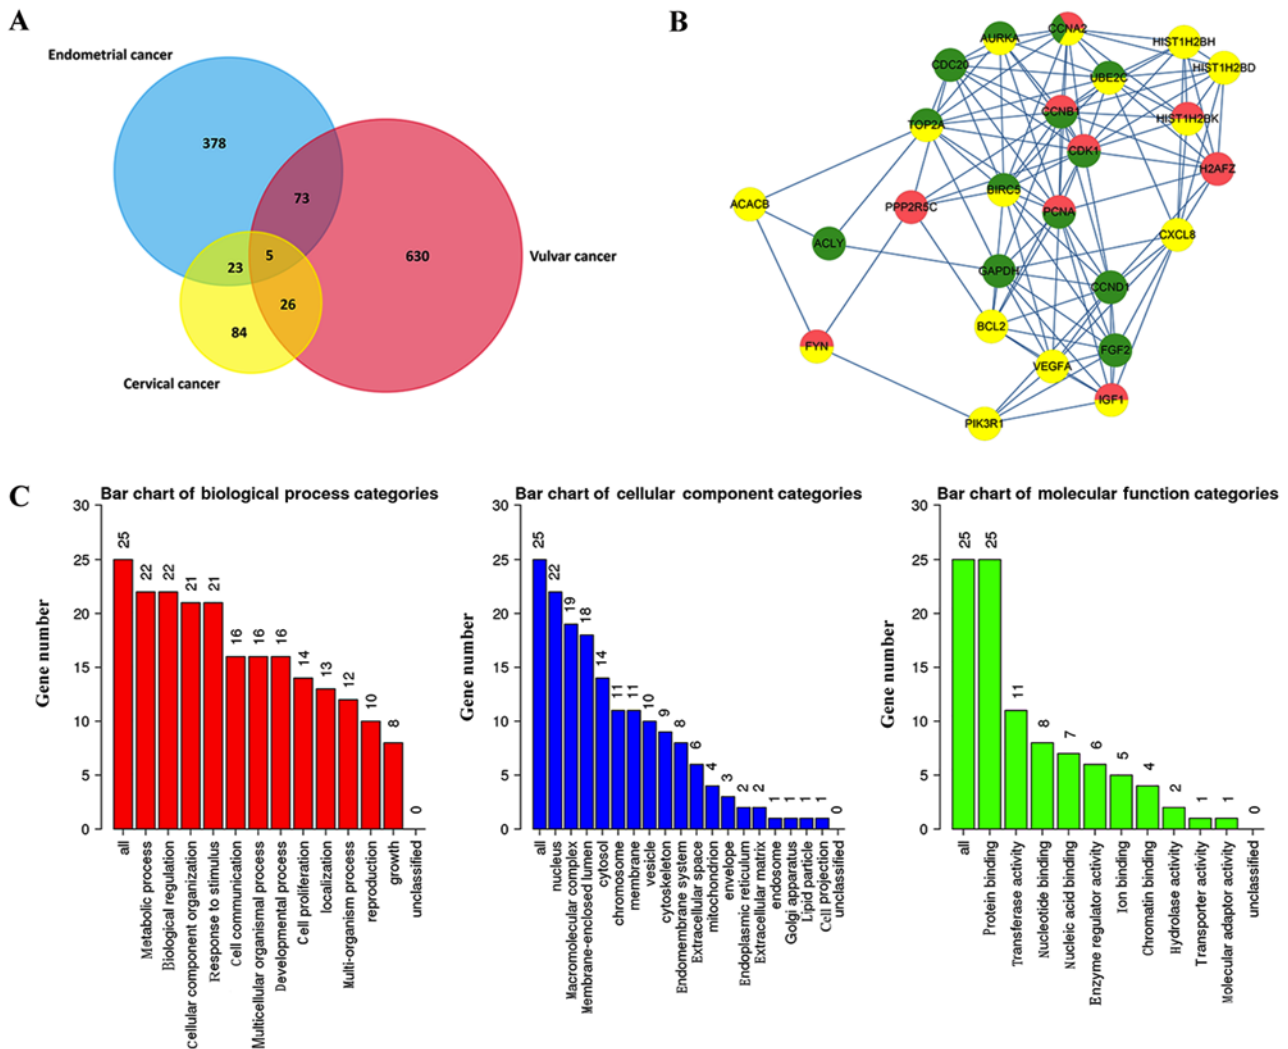 A
Endometrial cancer
378
73
5
23
26
84
630
Vulvar cancer
Cervical cancer
B
CCNA2
AURKA
HIST1H2BH
CDC20
HIST1H2BD
UBE2C
CCNB1
TOP2A
HIST1H2BK
CDK1
H2AFZ
BIRC5
ACACB
PPP2R5C
PCNA
CXCL8
ACLY
GAPDH
CCND1
BCL2
FYN
FGF2
VEGFA
IGF1
PIK3R1
C
Bar chart of biological process categories
30
25
20
15
10
5
0
Gene number
25
22
22
21
21
16
16
16
14
13
12
10
8
0
all
Metabolic process
Biological regulation
Cellular component organization
Response to stimulus
Cell communication
Multicellular organismal process
Developmental process
Cell proliferation
localization
Multi-organism process
reproduction
growth
unclassified
Bar chart of cellular component categories
30
25
20
15
10
5
0
Gene number
25
22
19
18
14
11
11
10
9
8
6
4
3
2
2
1
1
1
1
0
all
nucleus
Macromolecular complex
Membrane-enclosed lumen
cytosol
chromosome
membrane
vesicle
cytoskeleton
Endomembrane system
Extracellular space
mitochondrion
envelope
Endoplasmic reticulum
Extracellular matrix
endosome
Golgi apparatus
Lipid particle
Cell projection
unclassified
Bar chart of molecular function categories
30
25
20
15
10
5
0
Gene number
25
25
11
8
7
6
5
4
2
1
1
0
all
Protein binding
Transferase activity
Nucleotide binding
Nucleic acid binding
Enzyme regulator activity
Ion binding
Chromatin binding
Hydrolase activity
Transporter activity
Molecular adaptor activity
unclassified